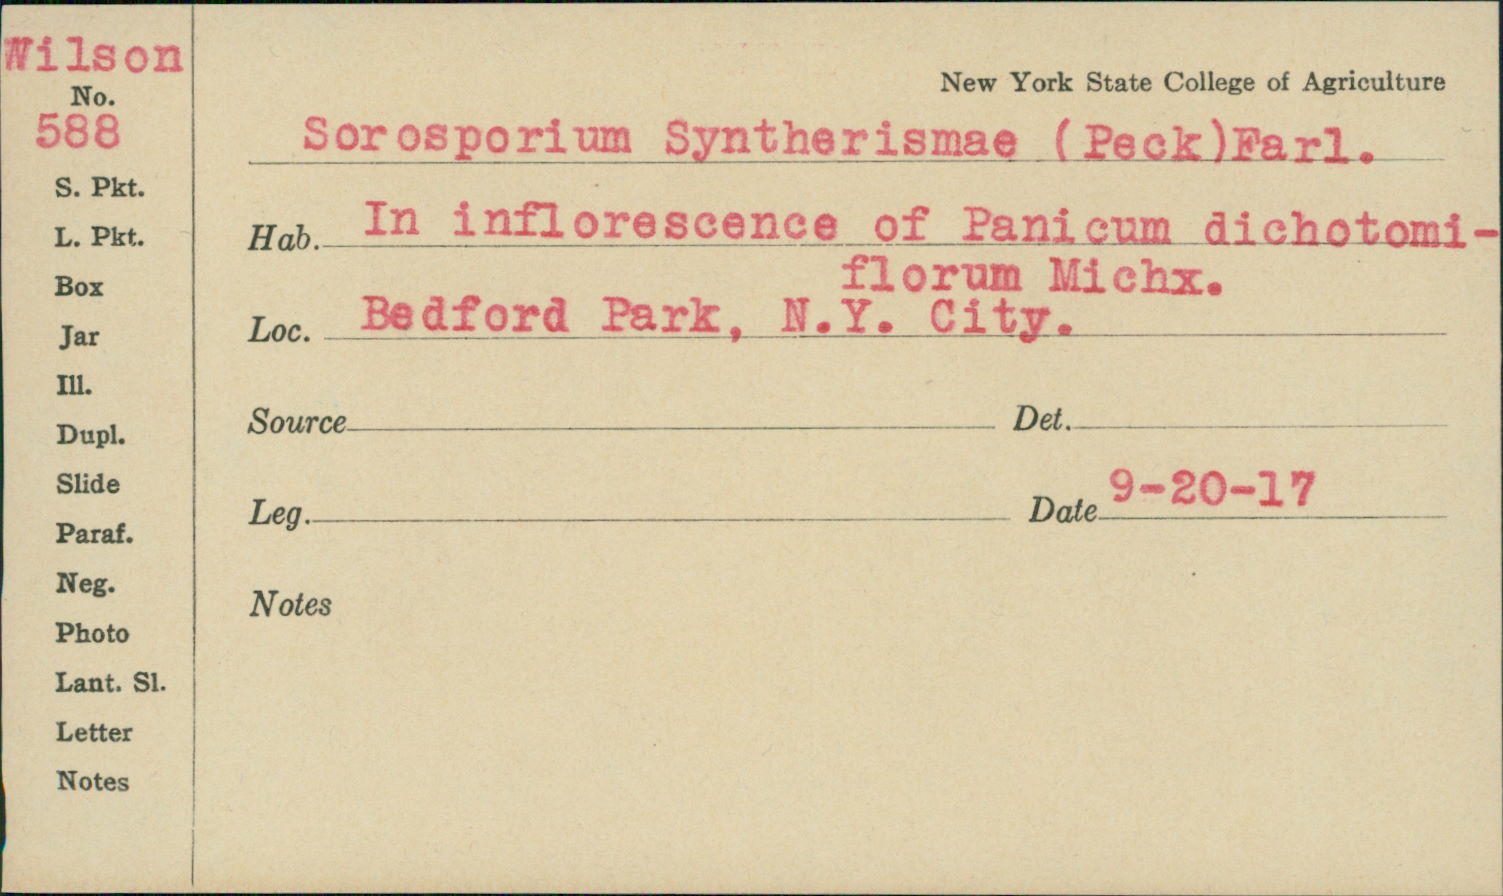 Wilson
No.
588
S. Pkt.
L. Pkt.
Box
Jar
Ill.
Dupl.
Slide
Paraf.
Neg.
Photo
Lant. Sl.
Letter
Notes
New York State College of Agriculture
Sorosporium Syntherismae (Peck)Farl.
Hab. In inflorescence of Panicum dichotomi-
florum Michx.
Loc. Bedford Park, N.Y. City.
Source Det.
Leg. Date 9-20-17
Notes